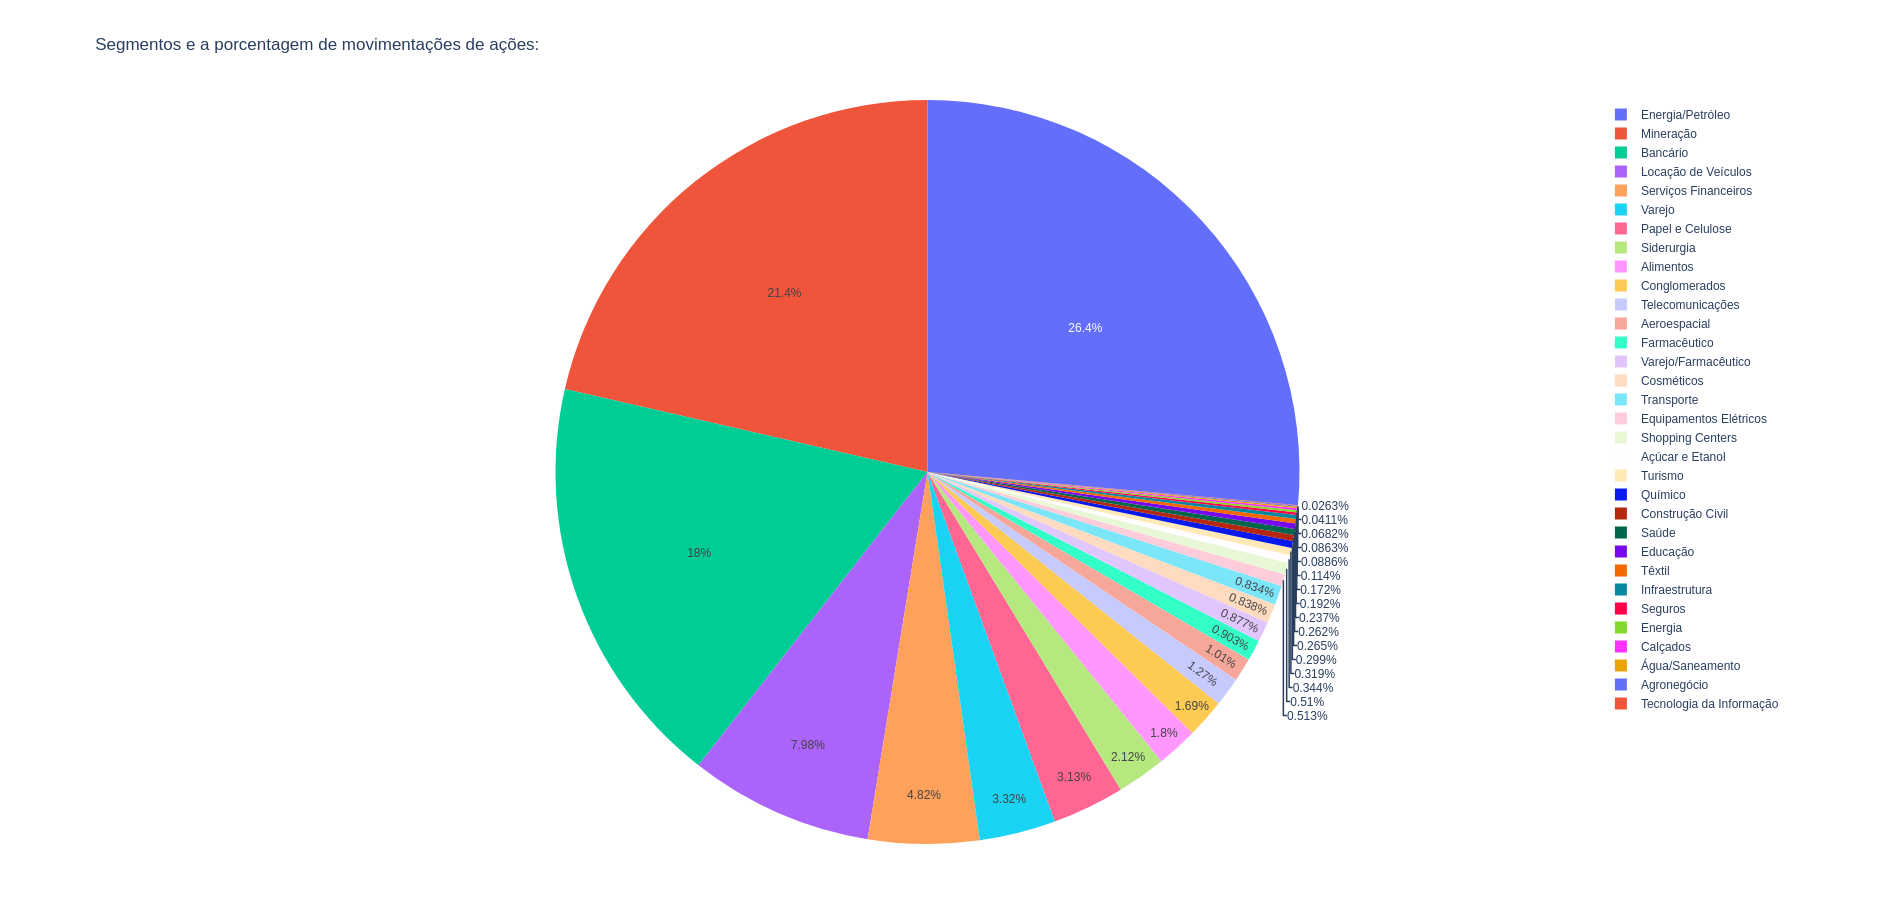 Segmentos e a porcentagem de movimentações de ações:
26.4%
21.4%
18%
7.98%
4.82%
3.32%
3.13%
2.12%
1.8%
1.69%
1.27%
1.01%
0.903%
0.877%
0.838%
0.834%
0.0263%
0.0411%
0.0682%
0.0863%
0.0886%
0.114%
0.172%
0.192%
0.237%
0.262%
0.265%
0.299%
0.319%
0.344%
0.51%
0.513%
Energia/Petróleo
Mineração
Bancário
Locação de Veículos
Serviços Financeiros
Varejo
Papel e Celulose
Siderurgia
Alimentos
Conglomerados
Telecomunicações
Aeroespacial
Farmacêutico
Varejo/Farmacêutico
Cosméticos
Transporte
Equipamentos Elétricos
Shopping Centers
Açúcar e Etanol
Turismo
Químico
Construção Civil
Saúde
Educação
Têxtil
Infraestrutura
Seguros
Energia
Calçados
Água/Saneamento
Agronegócio
Tecnologia da Informação